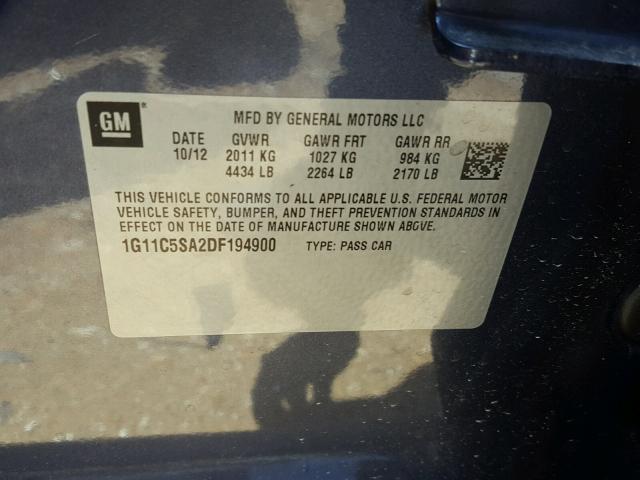 GM ®
MFD BY GENERAL MOTORS LLC
DATE GVWR GAWR FRT GAWR RR
10/12 2011 KG 1027 KG 984 KG
4434 LB 2264 LB 2170 LB
THIS VEHICLE CONFORMS TO ALL APPLICABLE U.S. FEDERAL MOTOR
VEHICLE SAFETY, BUMPER, AND THEFT PREVENTION STANDARDS IN
EFFECT ON THE DATE OF MANUFACTURE SHOWN ABOVE.
1G11C5SA2DF194900 TYPE: PASS CAR